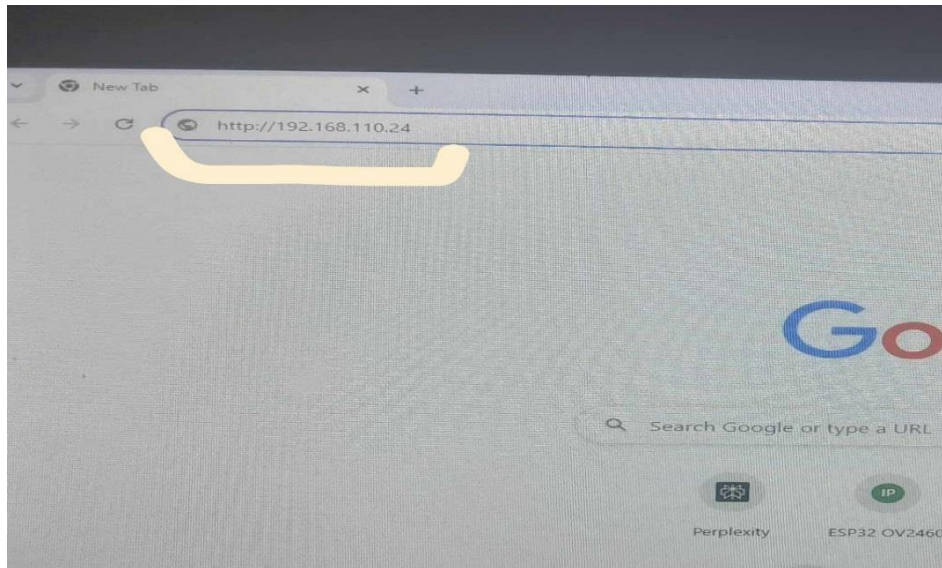 New Tab
http://192.168.110.24
Go
Search Google or type a URL
IP
Perplexity
ESP32 OV2460